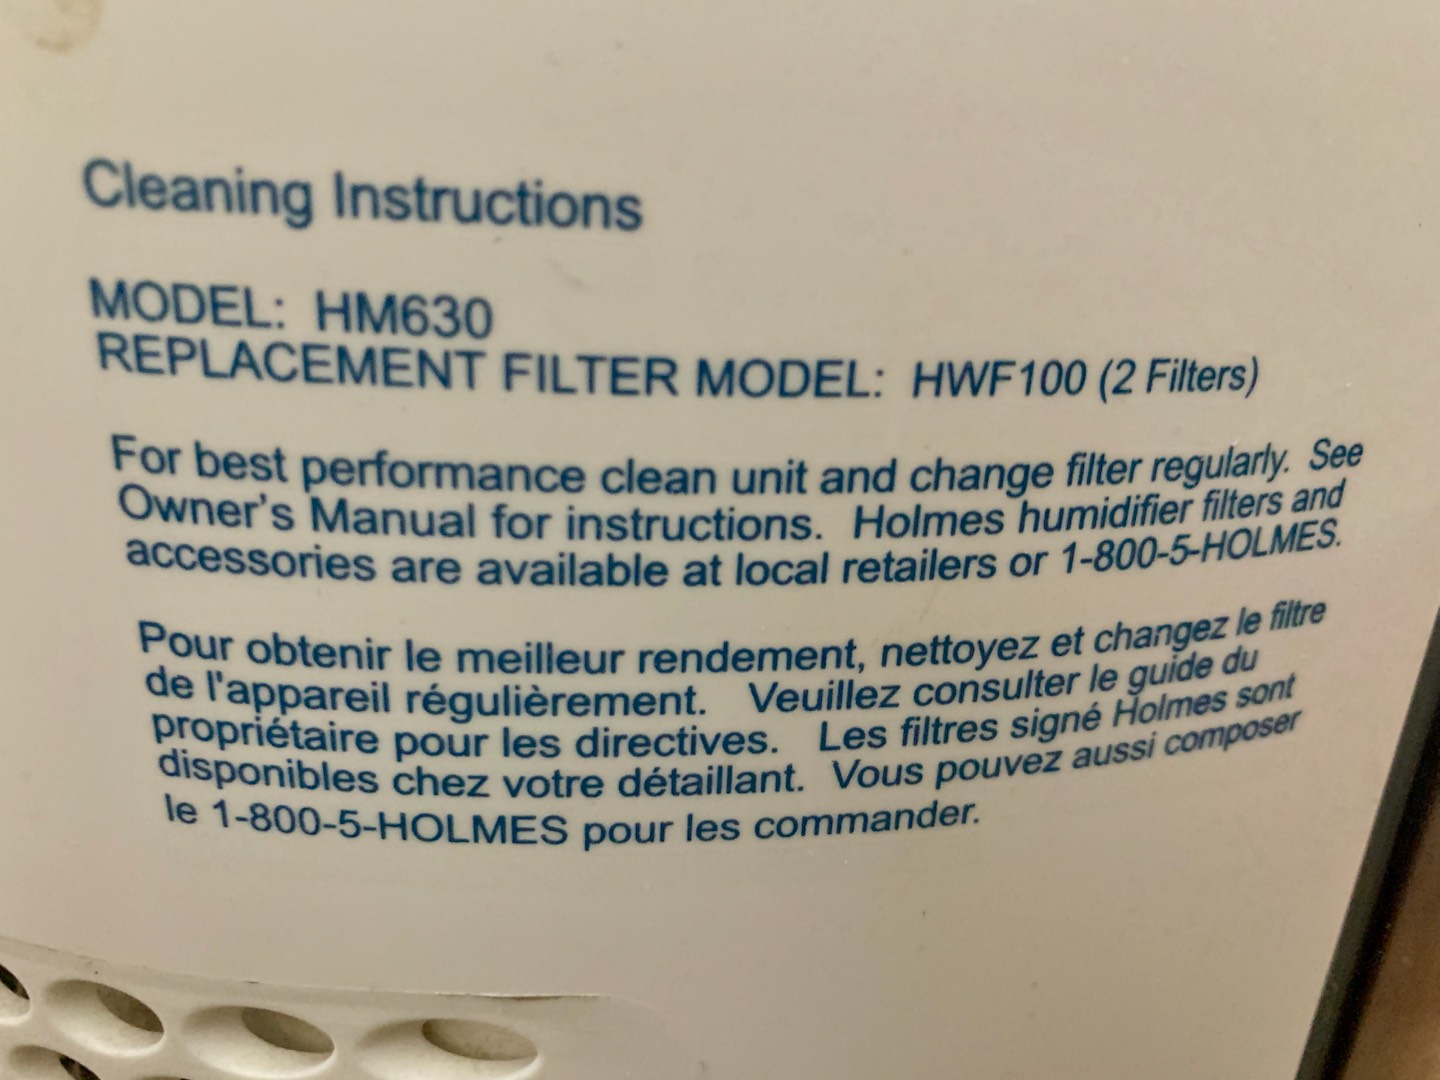 Cleaning Instructions
MODEL: HM630
REPLACEMENT FILTER MODEL: HWF100 (2 Filters)
For best performance clean unit and change filter regularly. See
Owner's Manual for instructions. Holmes humidifier filters and
accessories are available at local retailers or 1-800-5-HOLMES.
Pour obtenir le meilleur rendement, nettoyez et changez le filtre
de l'appareil régulièrement. Veuillez consulter le guide du
propriétaire pour les directives. Les filtres signé Holmes sont
disponibles chez votre détaillant. Vous pouvez aussi composer
le 1-800-5-HOLMES pour les commander.